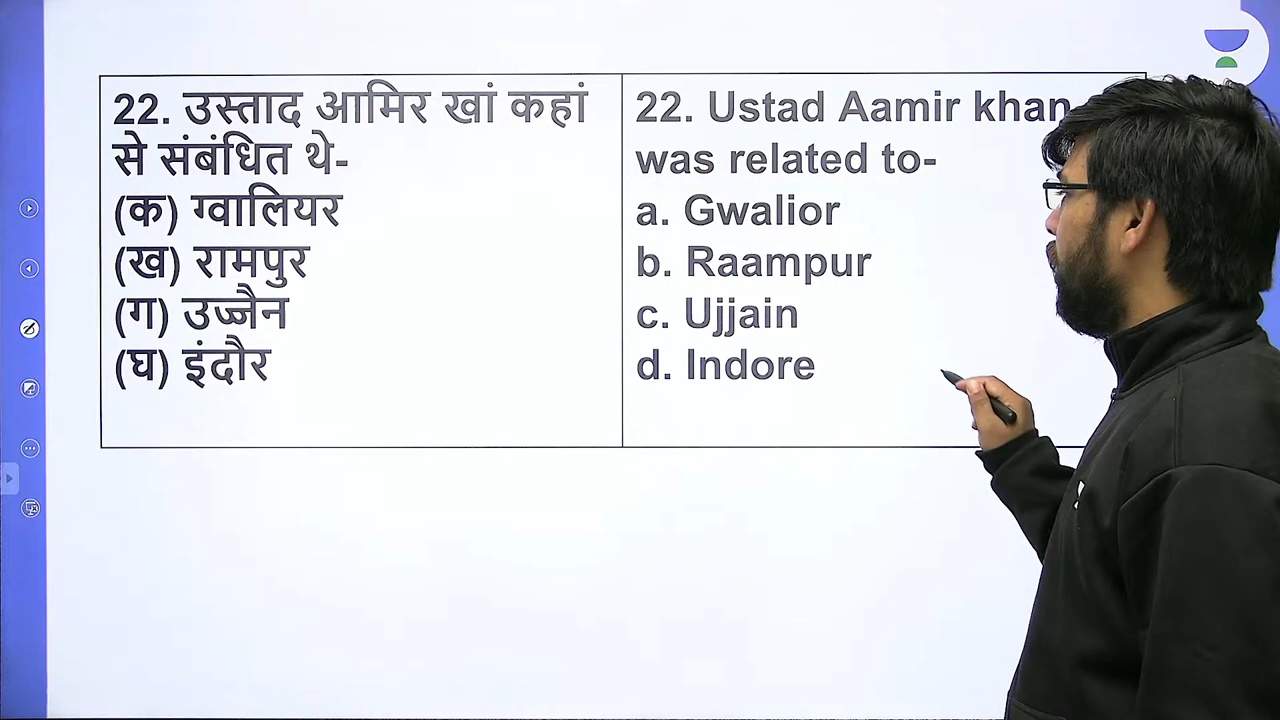 22. उस्ताद आमिर खां कहां
से संबंधित थे-
(क) ग्वालियर
(ख) रामपुर
(ग) उज्जैन
(घ) इंदौर
22. Ustad Aamir khan
was related to-
a. Gwalior
b. Raampur
c. Ujjain
d. Indore